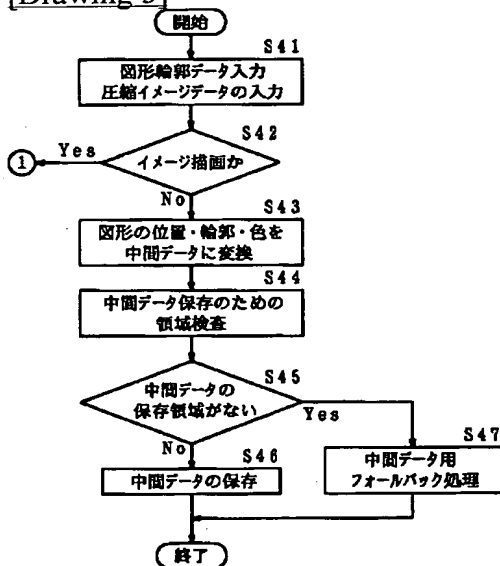 [Drawing 5]
開始
S41
図形輪郭データ入力
圧縮イメージデータの入力
S42
イメージ描画か
Yes
1
No
S43
図形の位置・輪郭・色を
中間データに変換
S44
中間データ保存のための
領域検査
S45
中間データの
保存領域がない
Yes
No
S46
中間データの保存
S47
中間データ用
フォールバック処理
終了